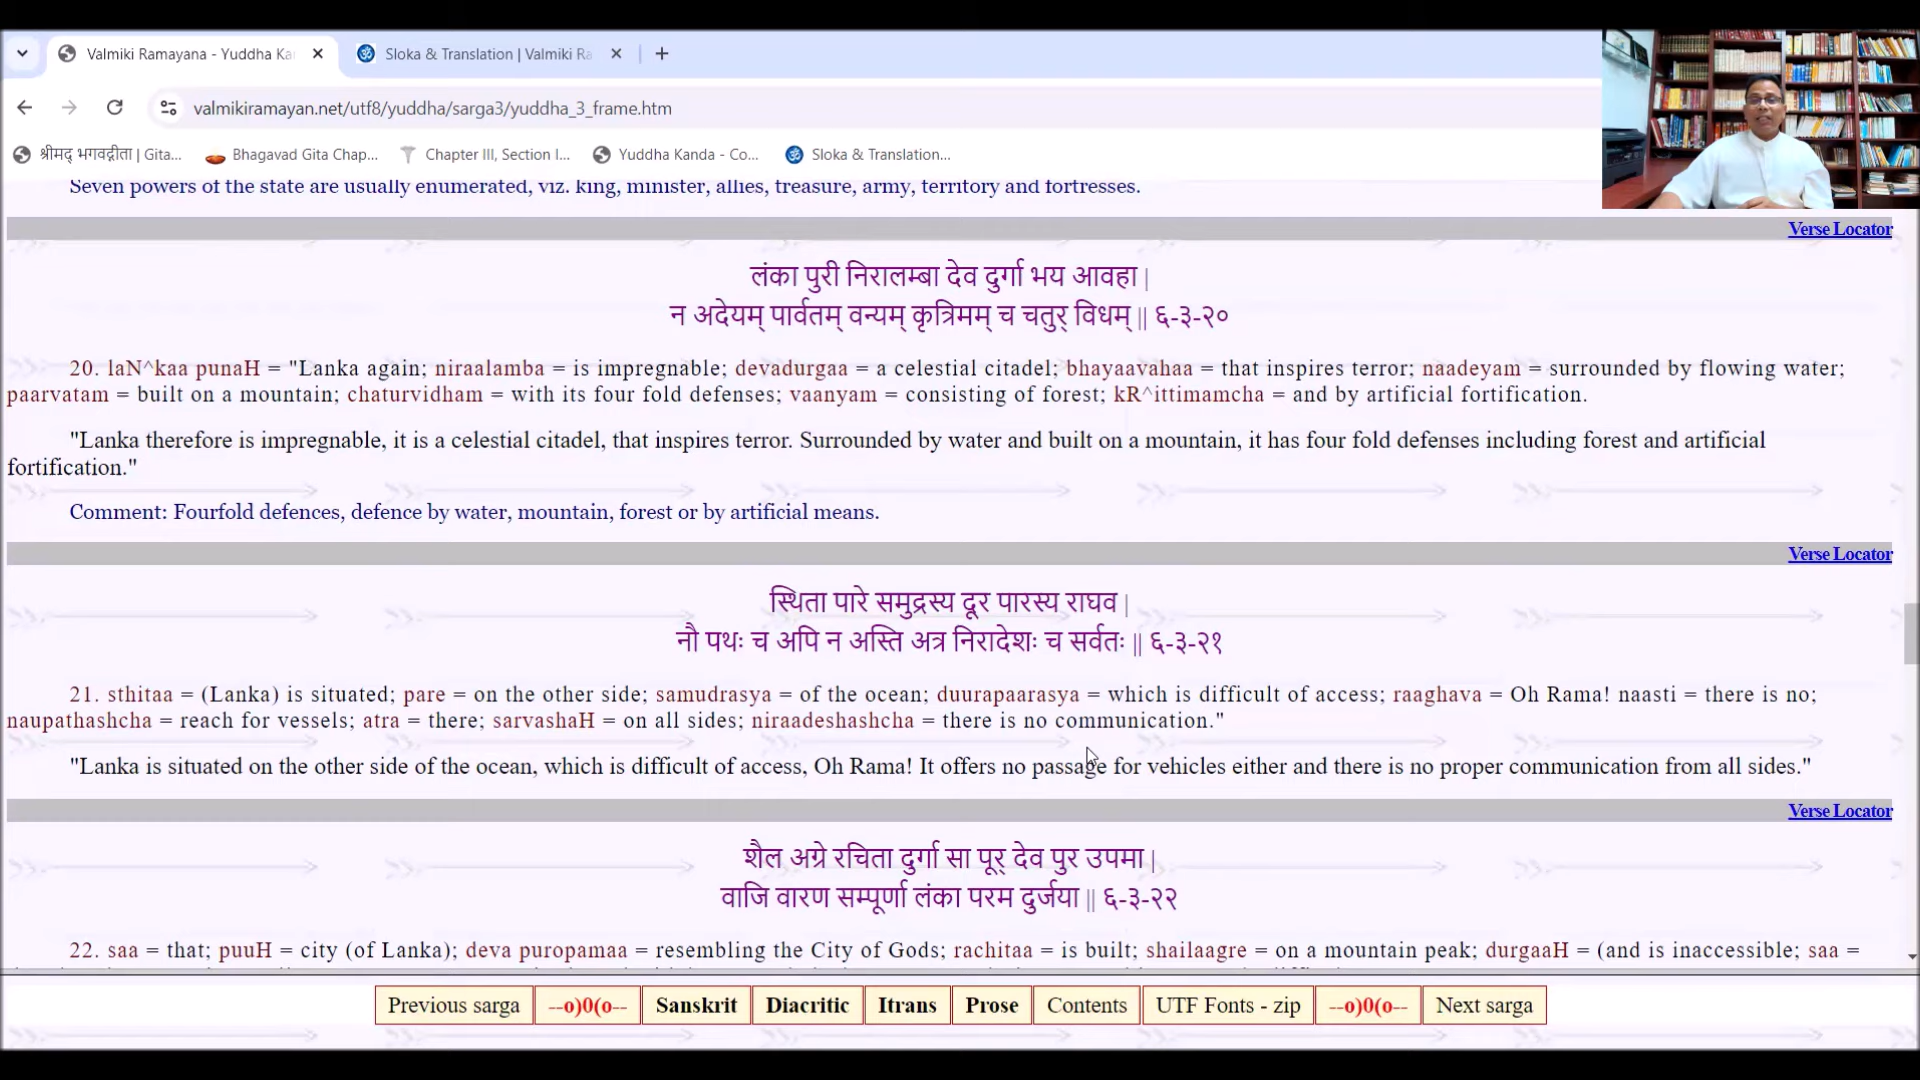 Valmiki Ramayana - Yuddha Ka
Sloka & Translation | Valmiki Ra
valmikiramayan.net/utf8/yuddha/sarga3/yuddha_3_frame.htm
श्रीमद् भगवद्गीता | Gita...
Bhagavad Gita Chap...
Chapter III, Section I...
Yuddha Kanda - Co...
Sloka & Translation...
Seven powers of the state are usually enumerated, viz. king, minister, allies, treasure, army, territory and fortresses.
Verse Locator
लंका पुरी निरालम्बा देव दुर्गा भय आवहा |
न अदेयम् पार्वतम् वन्यम् कृत्रिमम् च चतुर् विधम् || ६-३-२०
20. laN^kaa punaH = "Lanka again; niraalamba = is impregnable; devadurgaa = a celestial citadel; bhayaavahaa = that inspires terror; naadeyam = surrounded by flowing water;
paarvatam = built on a mountain; chaturvidham = with its four fold defenses; vaanyam = consisting of forest; kR^ittimamcha = and by artificial fortification.
"Lanka therefore is impregnable, it is a celestial citadel, that inspires terror. Surrounded by water and built on a mountain, it has four fold defenses including forest and artificial
fortification."
Comment: Fourfold defences, defence by water, mountain, forest or by artificial means.
Verse Locator
स्थिता पारे समुद्रस्य दूर पारस्य राघव |
नौ पथः च अपि न अस्ति अत्र निरादेशः च सर्वतः || ६-३-२१
21. sthitaa = (Lanka) is situated; pare = on the other side; samudrasya = of the ocean; duurapaarasya = which is difficult of access; raaghava = Oh Rama! naasti = there is no;
naupathashcha = reach for vessels; atra = there; sarvashaH = on all sides; niraadeshashcha = there is no communication."
"Lanka is situated on the other side of the ocean, which is difficult of access, Oh Rama! It offers no passage for vehicles either and there is no proper communication from all sides."
Verse Locator
शैल अग्रे रचिता दुर्गा सा पूर् देव पुर उपमा |
वाजि वारण सम्पूर्णा लंका परम दुर्जया || ६-३-२२
22. saa = that; puuH = city (of Lanka); deva puropamaa = resembling the City of Gods; rachitaa = is built; shailaagre = on a mountain peak; durgaaH = (and is inaccessible; saa =
Previous sarga
--o)0(o--
Sanskrit
Diacritic
Itrans
Prose
Contents
UTF Fonts - zip
--o)0(o--
Next sarga